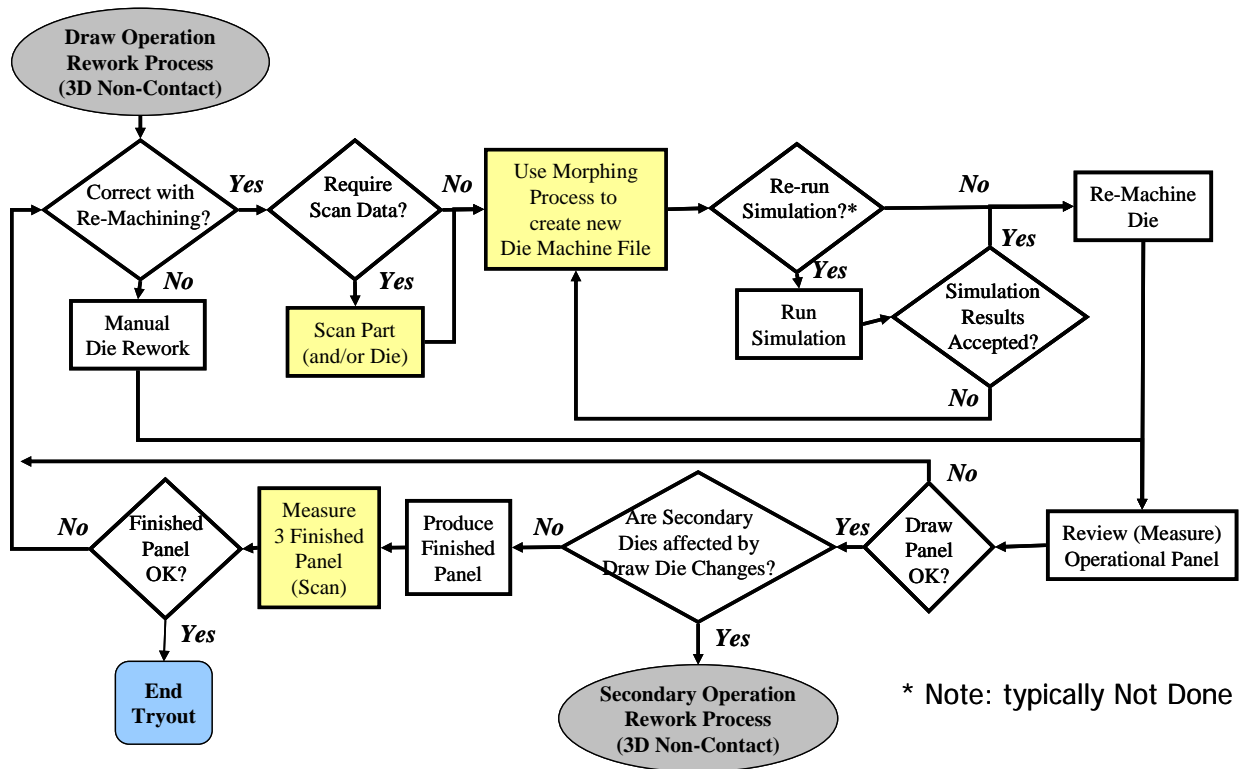 Draw Operation
Rework Process
(3D Non-Contact)
Correct with
Re-Machining?
Yes
No
Require
Scan Data?
No
Yes
Use Morphing
Process to
create new
Die Machine File
Re-run
Simulation?*
No
Yes
Re-Machine
Die
Yes
Manual
Die Rework
Scan Part
(and/or Die)
Run
Simulation
Simulation
Results
Accepted?
No
No
Finished
Panel
OK?
No
Yes
Measure
3 Finished
Panel
(Scan)
Produce
Finished
Panel
No
Are Secondary
Dies affected by
Draw Die Changes?
Yes
Yes
Draw
Panel
OK?
Review (Measure)
Operational Panel
End
Tryout
Secondary Operation
Rework Process
(3D Non-Contact)
* Note: typically Not Done